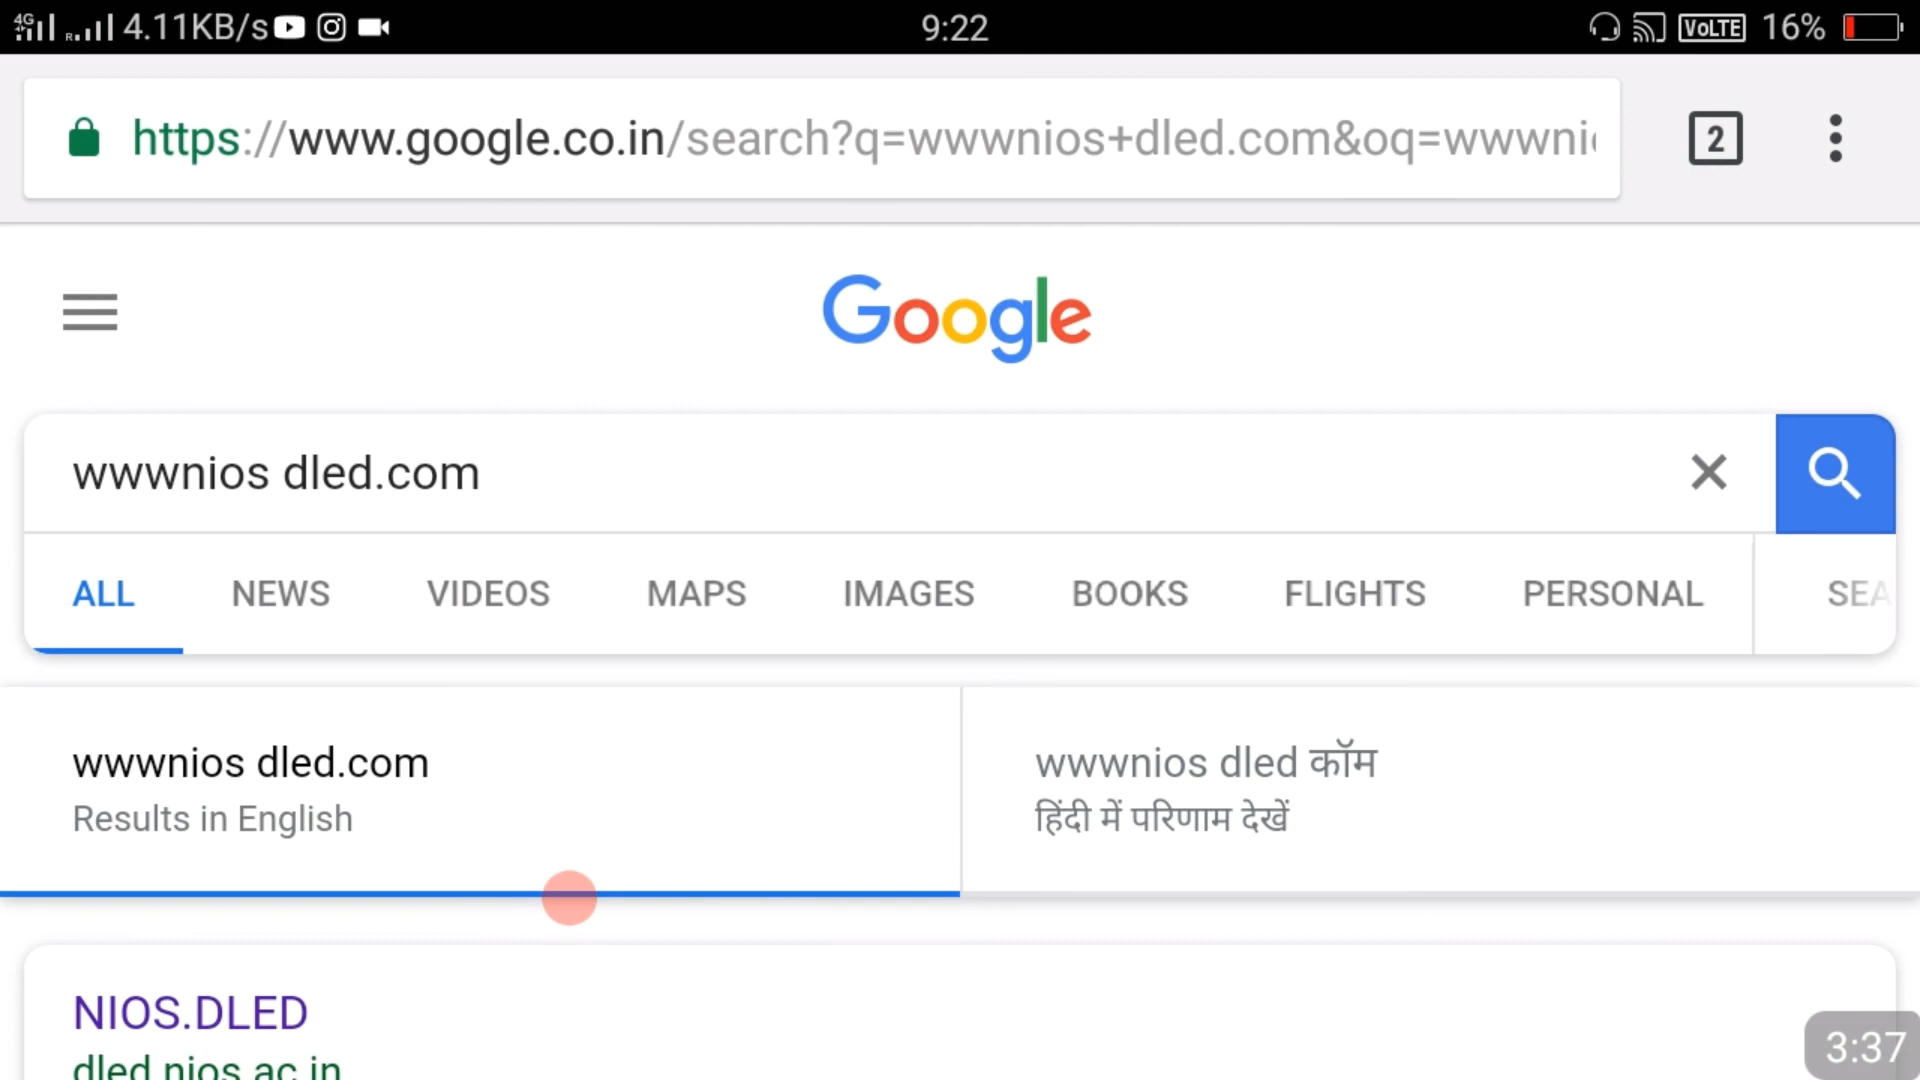 4G R 4.11KB/s 9:22 VoLTE 16%
https://www.google.co.in/search?q=wwwnios+dled.com&oq=wwwni
2
Google
wwwnios dled.com
ALL NEWS VIDEOS MAPS IMAGES BOOKS FLIGHTS PERSONAL SEA
wwwnios dled.com
Results in English
wwwnios dled कॉम
हिंदी में परिणाम देखें
NIOS.DLED
dled.nios.ac.in
3:37